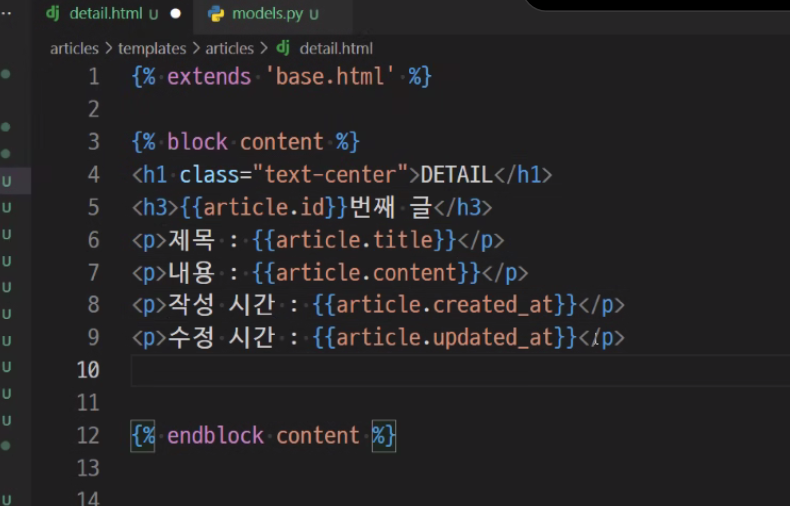 detail.html U
models.py U
articles > templates > articles > detail.html
1 {% extends 'base.html' %}
2
3 {% block content %}
4 <h1 class="text-center">DETAIL</h1>
5 <h3>{{article.id}}번째 글</h3>
6 <p>제목 : {{article.title}}</p>
7 <p>내용 : {{article.content}}</p>
8 <p>작성 시간 : {{article.created_at}}</p>
9 <p>수정 시간 : {{article.updated_at}}</p>
10
11
12 {% endblock content %}
13
14
U
U
U
U
U
U
U
U
U
U
U